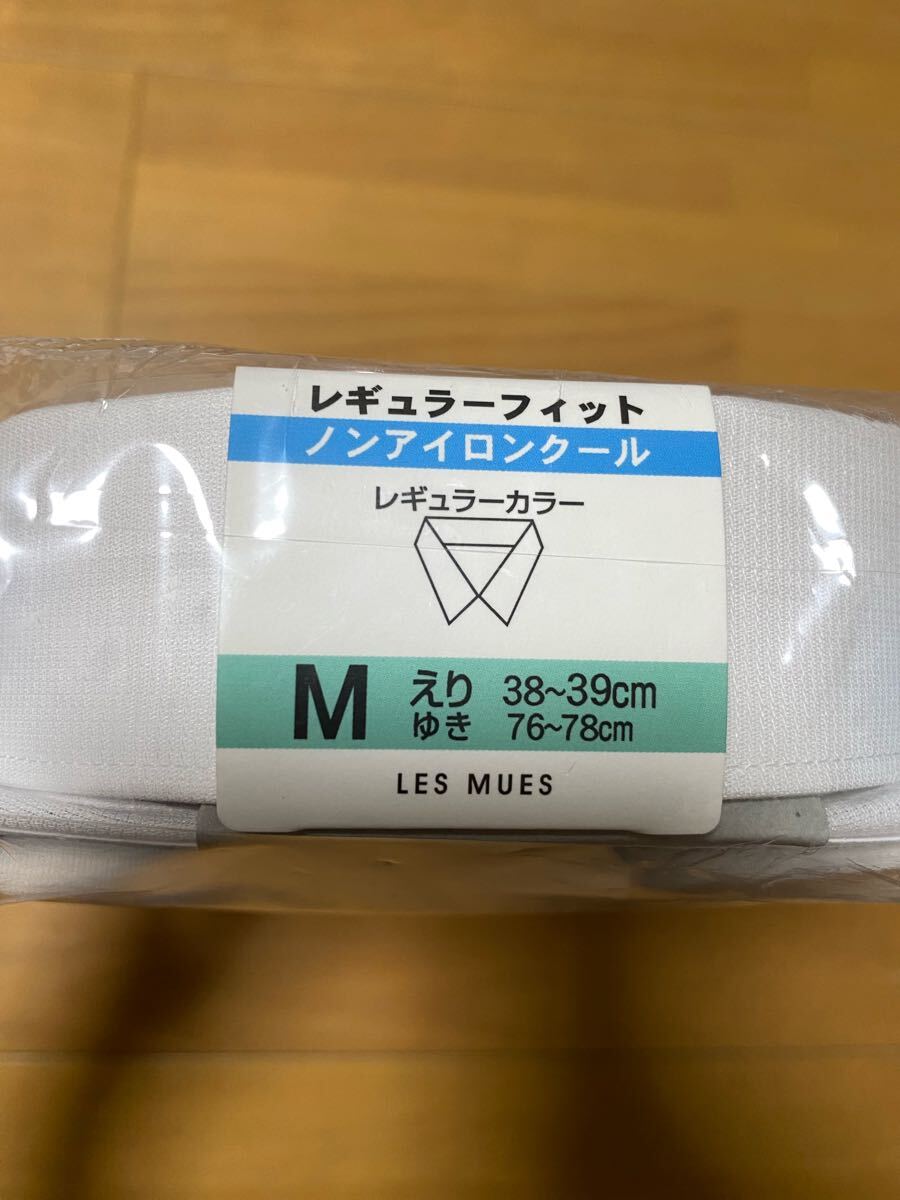 レギュラーフィット
ノンアイロンクール
レギュラーカラー
M えり 38~39cm
ゆき 76~78cm
LES MUES